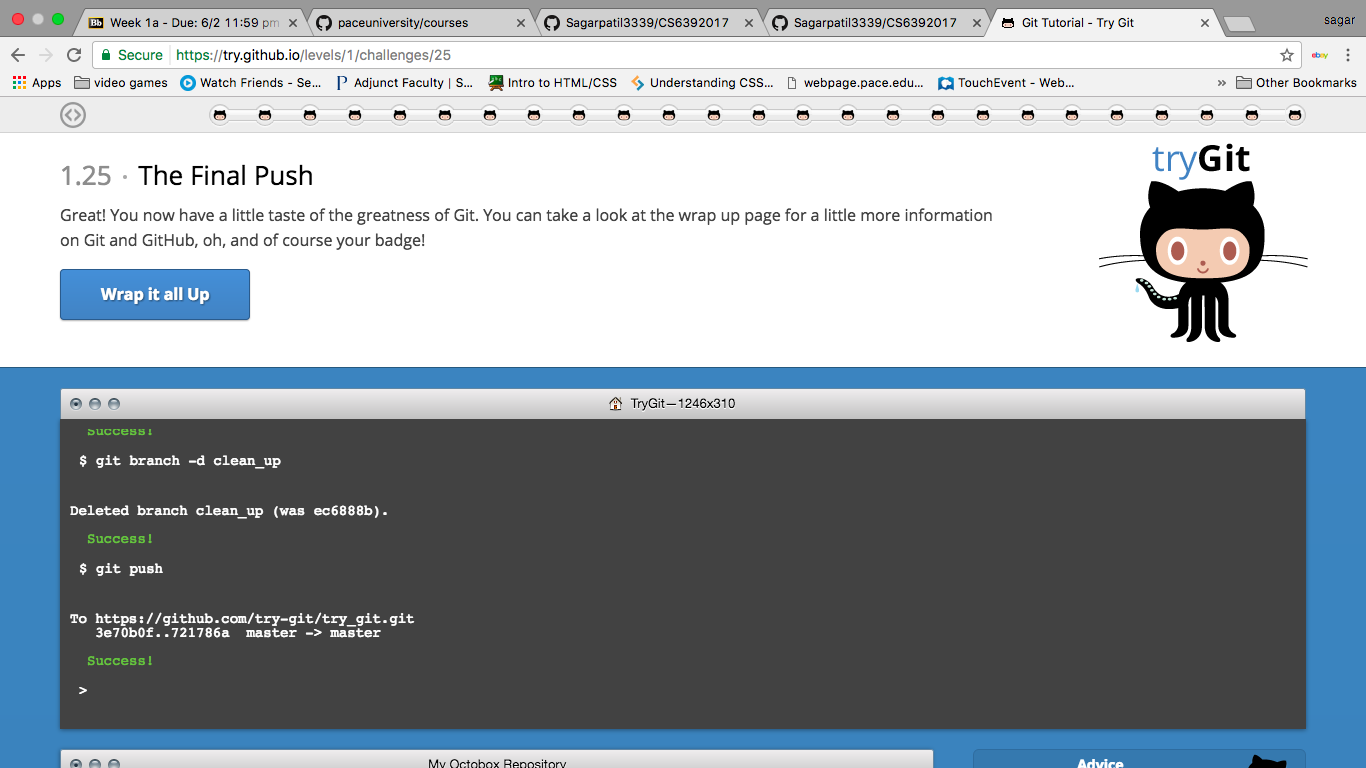 Week 1a - Due: 6/2 11:59 pm
paceuniversity/courses
Sagarpatil3339/CS6392017
Sagarpatil3339/CS6392017
Git Tutorial - Try Git
sagar
Secure https://try.github.io/levels/1/challenges/25
ebay
Apps
video games
Watch Friends - Se...
Adjunct Faculty | S...
Intro to HTML/CSS
Understanding CSS...
webpage.pace.edu...
TouchEvent - Web...
» Other Bookmarks
tryGit
1.25 · The Final Push
Great! You now have a little taste of the greatness of Git. You can take a look at the wrap up page for a little more information
on Git and GitHub, oh, and of course your badge!
Wrap it all Up
TryGit—1246x310
Success!
$ git branch -d clean_up
Deleted branch clean_up (was ec6888b).
Success!
$ git push
To https://github.com/try-git/try_git.git
3e70b0f..721786a master -> master
Success!
>
My Octobox Repository
Advice